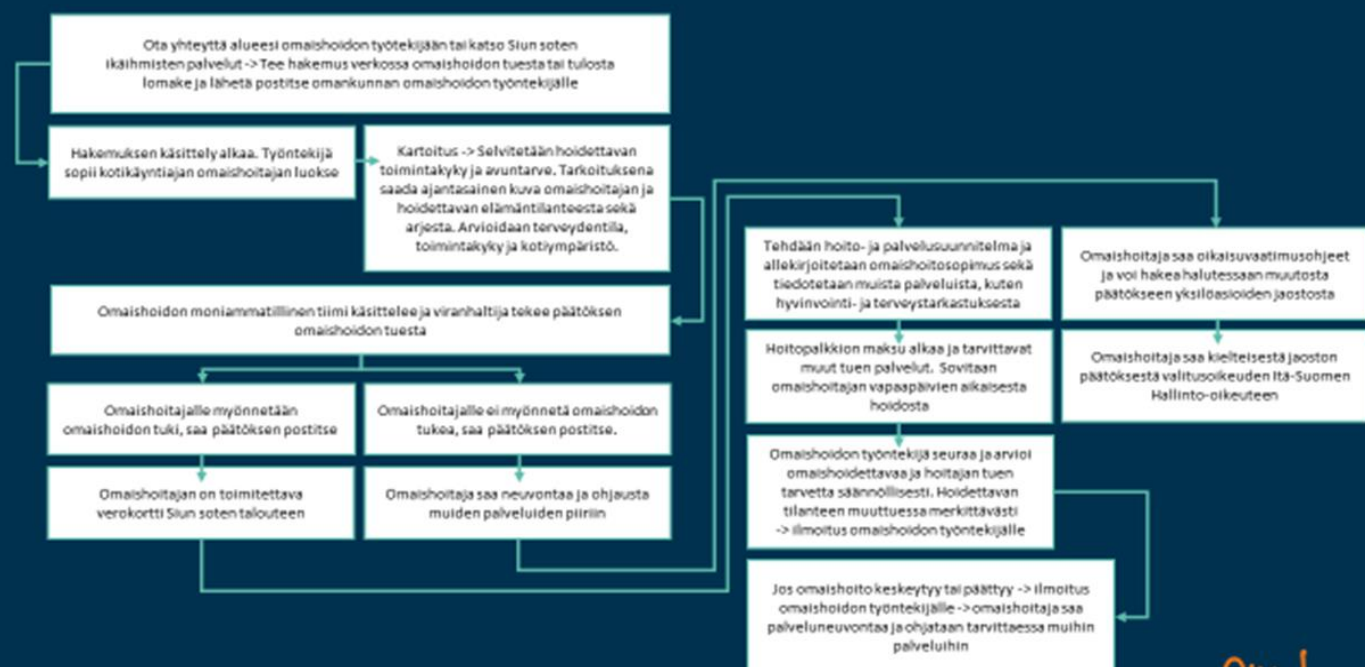 Ota yhteyttä alueesi omaishoidon työtekijään tai katso Siun soten
ikäihmisten palvelut -> Tee hakemus verkossa omaishoidon tuesta tai tulosta
lomake ja lähetä postitse omankunnan omaishoidon työntekijälle
Hakemuksen käsittely alkaa. Työntekijä
sopii kotikäyntiajan omaishoitajan luokse
Kartoitus -> Selvitetään hoidettavan
toimintakyky ja avuntarve. Tarkoituksena
saada ajantasainen kuva omaishoitajan ja
hoidettavan elämäntilanteesta sekä
arjesta. Arvioidaan terveydentila,
toimintakyky ja kotiympäristö.
Omaishoidon moniammatillinen tiimi käsittelee ja viranhaltija tekee päätöksen
omaishoidon tuesta
Omaishoitajalle myönnetään
omaishoidon tuki, saa päätöksen postitse
Omaishoitajalle ei myönnetä omaishoidon
tukea, saa päätöksen postitse.
Omaishoitajan on toimitettava
verokortti Siun soten talouteen
Omaishoitaja saa neuvontaa ja ohjausta
muiden palveluiden piiriin
Tehdään hoito- ja palvelusuunnitelma ja
allekirjoitetaan omaishoitosopimus sekä
tiedotetaan muista palveluista, kuten
hyvinvointi- ja terveystarkastuksesta
Hoitopalkkion maksu alkaa ja tarvittavat
muut tuen palvelut. Sovitaan
omaishoitajan vapaapäivien aikaisesta
hoidosta
Omaishoidon työntekijä seuraa ja arvioi
omaishoidettavaa ja hoitajan tuen
tarvetta säännöllisesti. Hoidettavan
tilanteen muuttuessa merkittävästi
-> ilmoitus omaishoidon työntekijälle
Jos omaishoito keskeytyy tai päättyy -> ilmoitus
omaishoidon työntekijälle -> omaishoitaja saa
palveluneuvontaa ja ohjataan tarvittaessa muihin
palveluihin
Omaishoitaja saa oikaisuvaatimusohjeet
ja voi hakea halutessaan muutosta
päätökseen yksilöasioiden jaostosta
Omaishoitaja saa kielteisestä jaoston
päätöksestä valitusoikeuden Itä-Suomen
Hallinto-oikeuteen